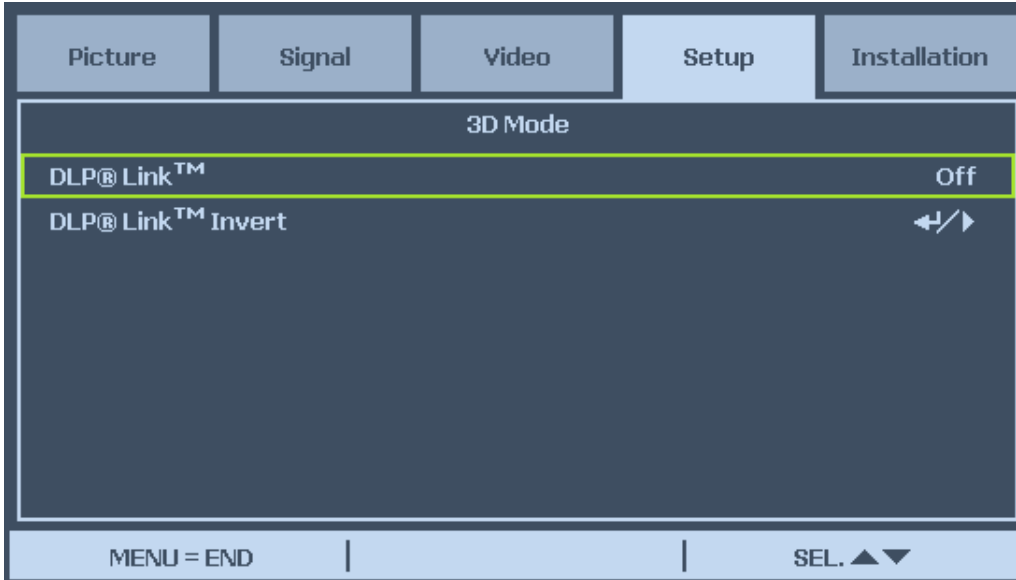 Picture Signal Video Setup Installation
3D Mode
DLP® Link™ Off
DLP® Link™ Invert ↵/▶
MENU = END | | SEL. ▲▼